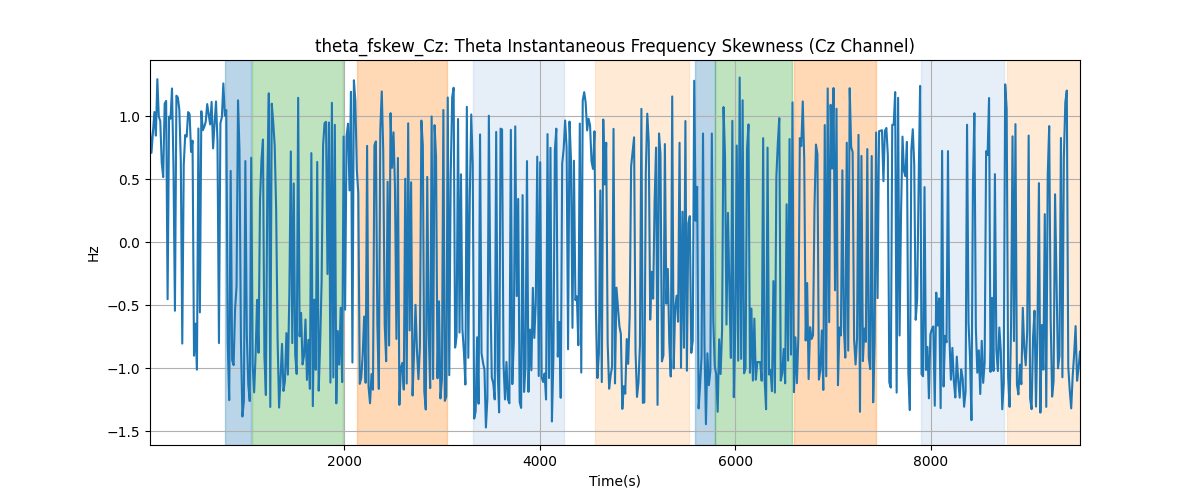 theta_fskew_Cz: Theta Instantaneous Frequency Skewness (Cz Channel)
1.0
0.5
0.0
−0.5
−1.0
−1.5
Hz
2000 4000 6000 8000
Time(s)